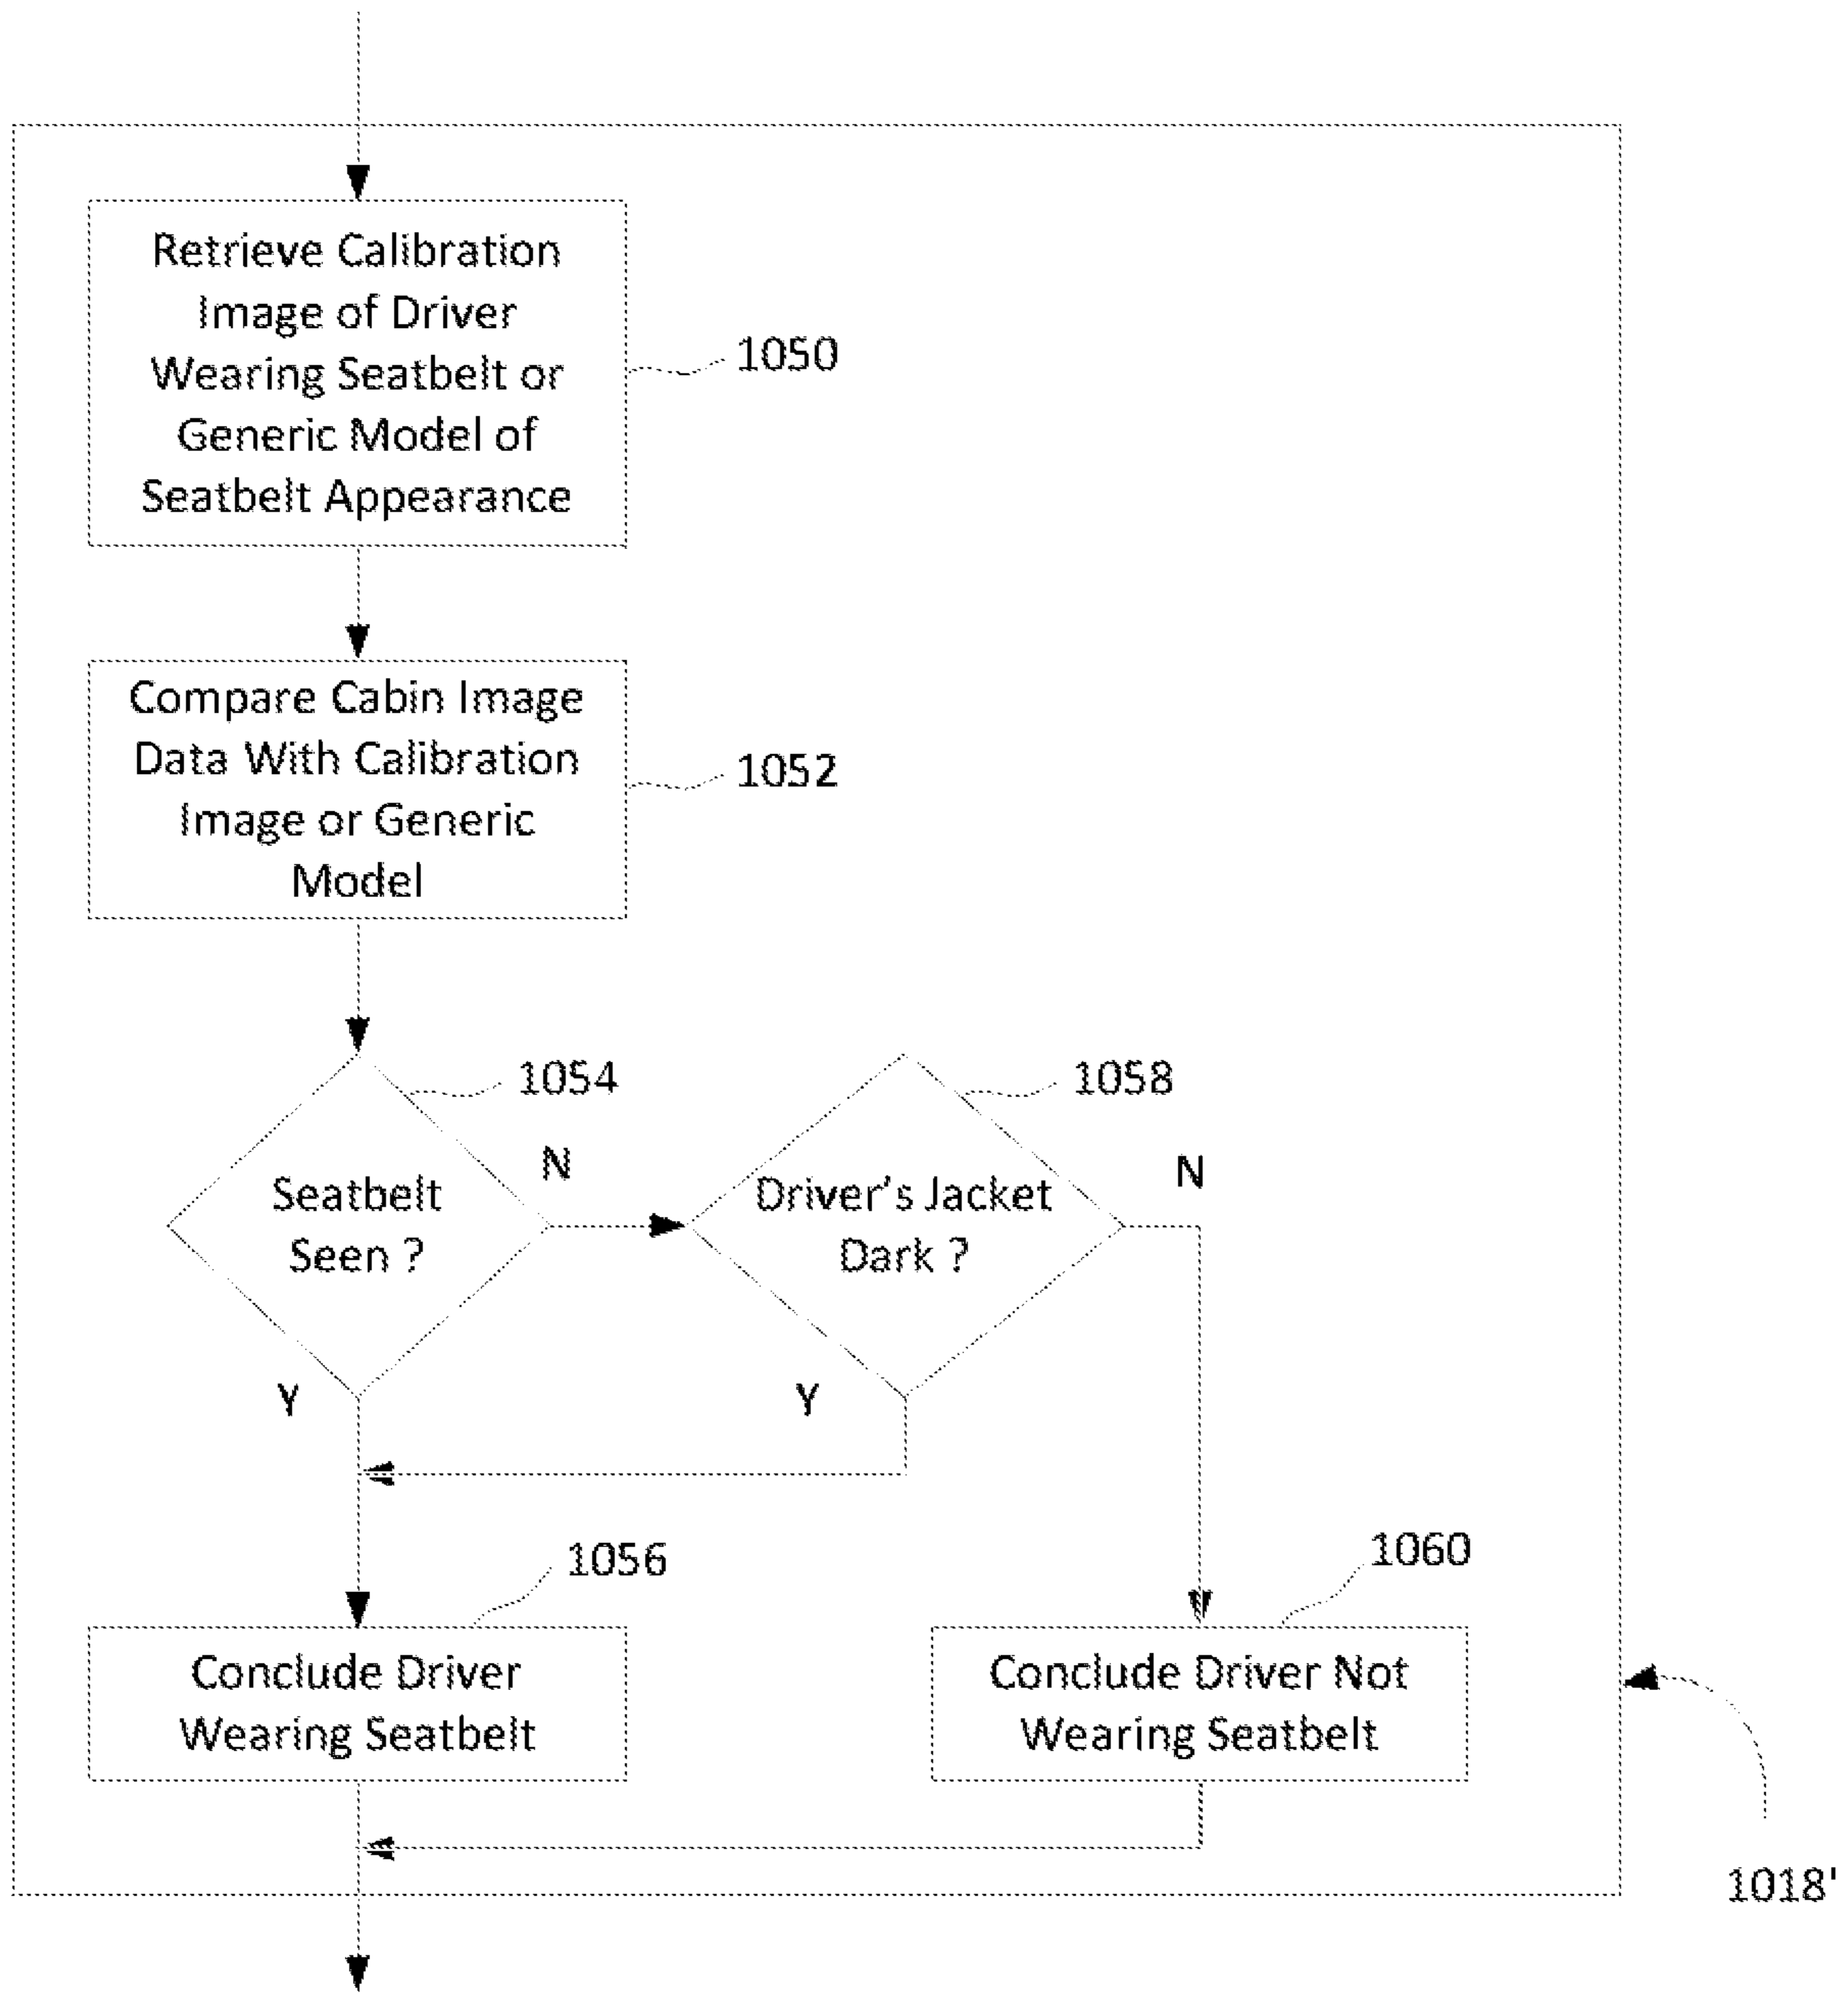 Retrieve Calibration
Image of Driver
Wearing Seatbelt or
Generic Model of
Seatbelt Appearance
1050
Compare Cabin Image
Data With Calibration
Image or Generic
Model
1052
1054
Seatbelt
Seen ?
N
Y
1058
Driver's Jacket
Dark ?
N
Y
1056
Conclude Driver
Wearing Seatbelt
1060
Conclude Driver Not
Wearing Seatbelt
1018'